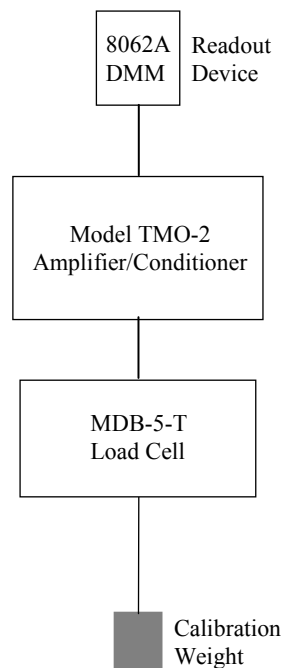 8062A
DMM
Readout
Device
Model TMO-2
Amplifier/Conditioner
MDB-5-T
Load Cell
Calibration
Weight